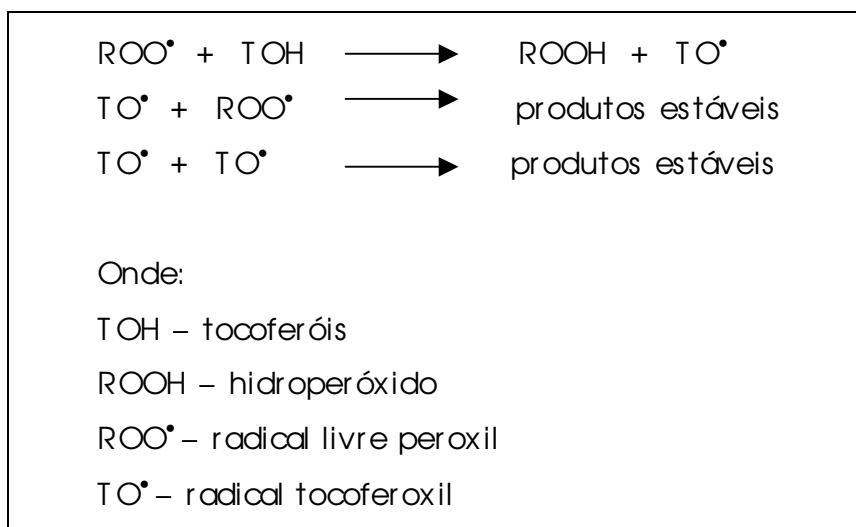 ROO• + TOH ⟶ ROOH + TO•
TO• + ROO• ⟶ produtos estáveis
TO• + TO• ⟶ produtos estáveis
Onde:
TOH – tocoferóis
ROOH – hidroperóxido
ROO• – radical livre peroxil
TO• – radical tocoferoxil